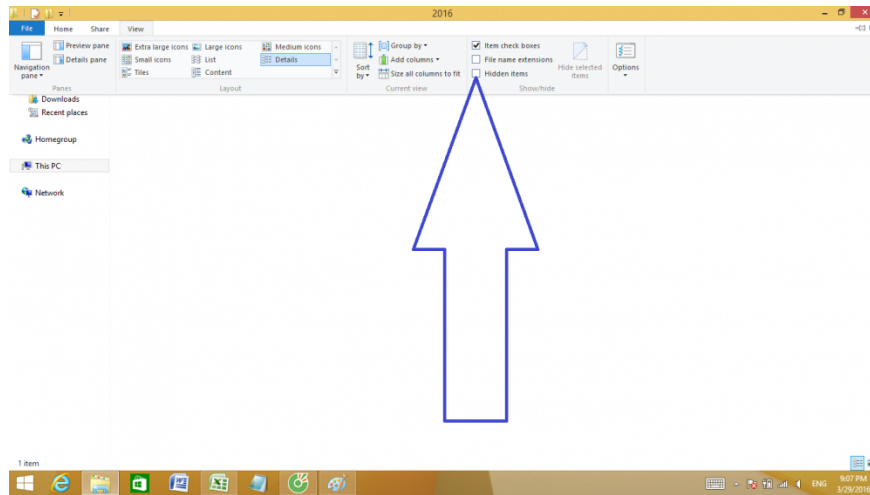 2016
File Home Share View
Navigation pane
Preview pane
Details pane
Panes
Extra large icons Large icons Medium icons
Small icons List Details
Tiles Content
Layout
Sort by
Group by
Add columns
Size all columns to fit
Current view
Item check boxes
File name extensions
Hidden items
Hide selected items
Show/hide
Options
Downloads
Recent places
Homegroup
This PC
Network
1 item
ENG
9:07 PM
3/29/2016